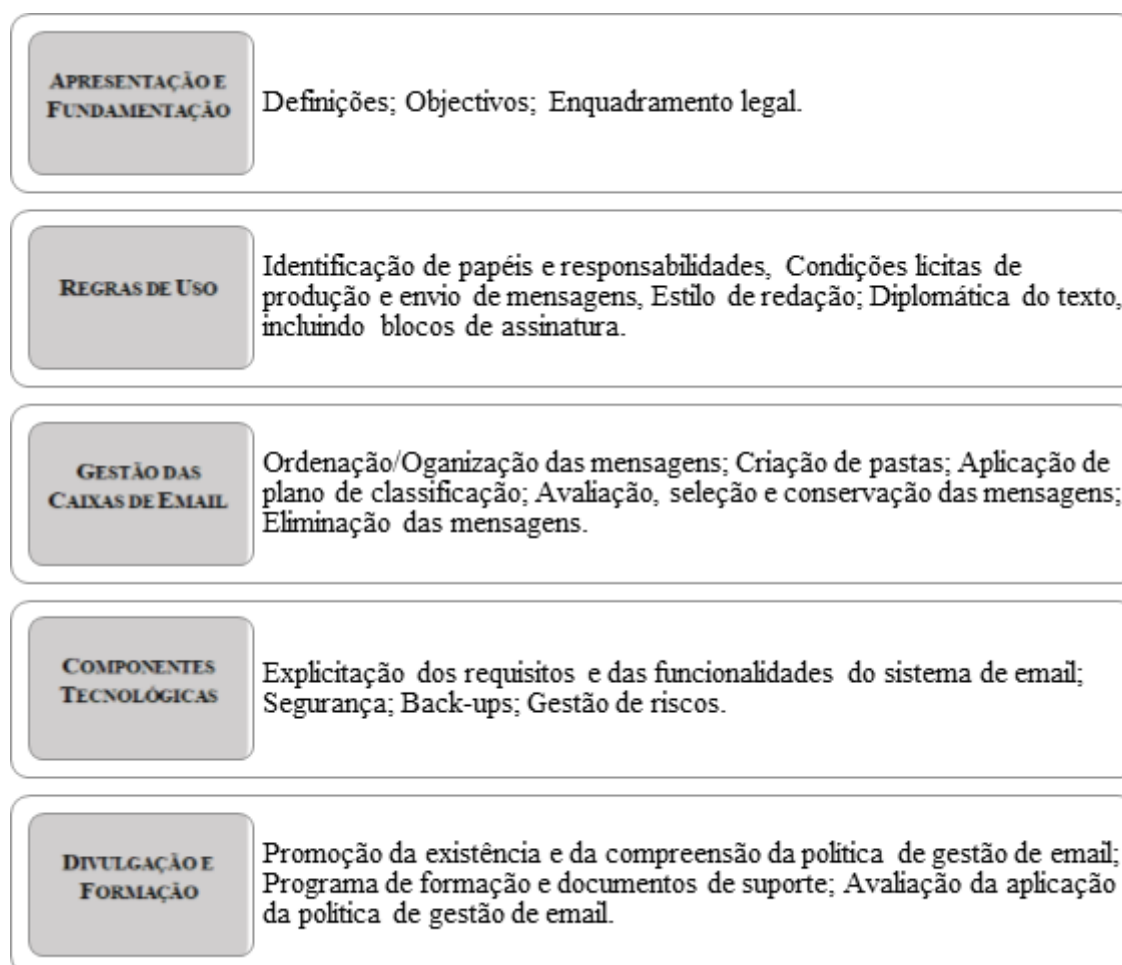 APRESENTAÇÃO E
FUNDAMENTAÇÃO
Definições; Objectivos; Enquadramento legal.
REGRAS DE USO
Identificação de papéis e responsabilidades, Condições licitas de
produção e envio de mensagens, Estilo de redação; Diplomática do texto,
incluindo blocos de assinatura.
GESTÃO DAS
CAIXAS DE EMAIL
Ordenação/Oganização das mensagens; Criação de pastas; Aplicação de
plano de classificação; Avaliação, seleção e conservação das mensagens;
Eliminação das mensagens.
COMPONENTES
TECNOLÓGICAS
Explicitação dos requisitos e das funcionalidades do sistema de email;
Segurança; Back-ups; Gestão de riscos.
DIVULGAÇÃO E
FORMAÇÃO
Promoção da existência e da compreensão da politica de gestão de email;
Programa de formação e documentos de suporte; Avaliação da aplicação
da politica de gestão de email.